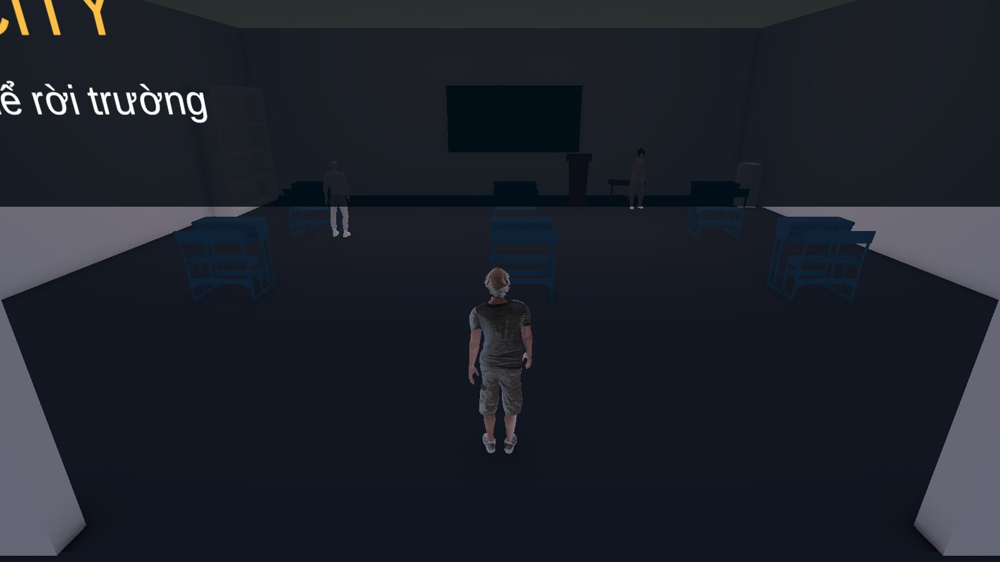 CITY
ể rời trường